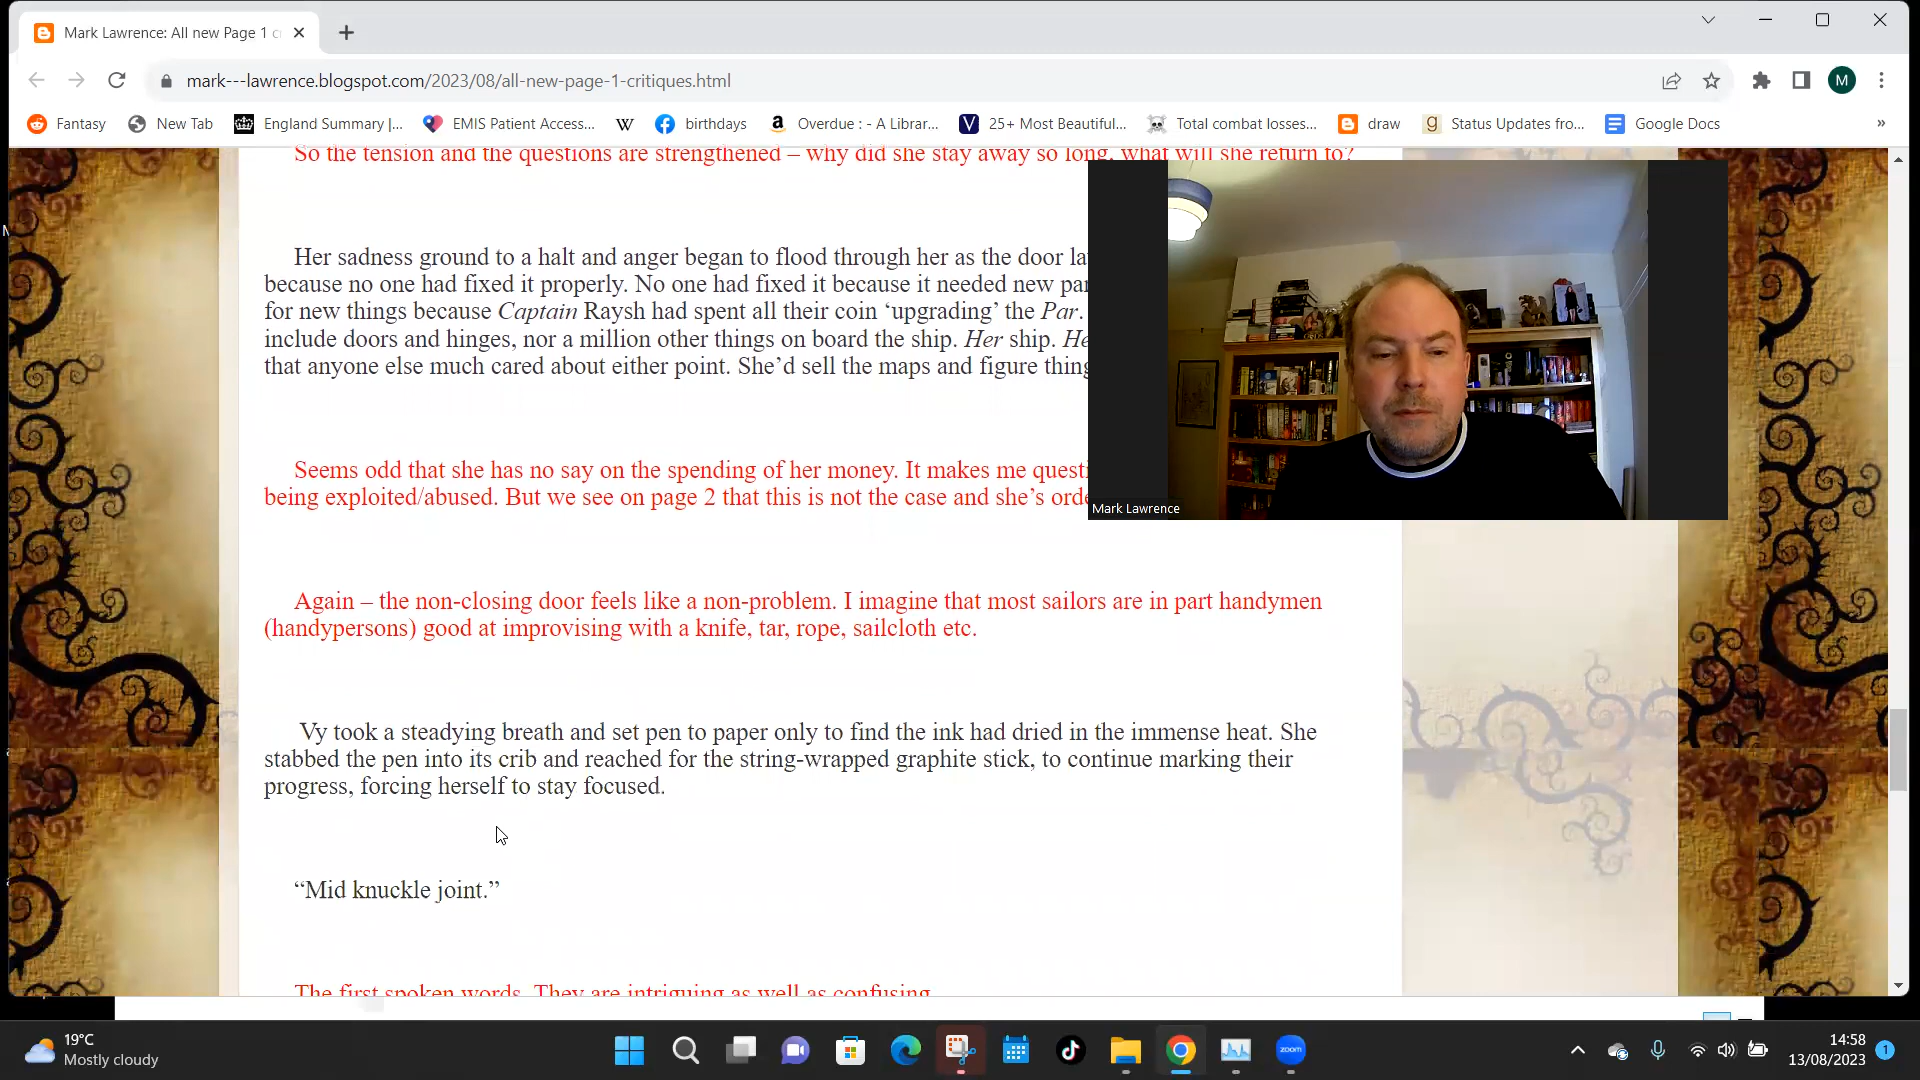 Mark Lawrence: All new Page 1 c
mark---lawrence.blogspot.com/2023/08/all-new-page-1-critiques.html
M
Fantasy
New Tab
England Summary |...
EMIS Patient Access...
W
birthdays
a
Overdue : - A Librar...
V
25+ Most Beautiful...
Total combat losses...
draw
g
Status Updates fro...
Google Docs
»
So the tension and the questions are strengthened – why did she stay away so long, what will she return to?
Her sadness ground to a halt and anger began to flood through her as the door la
because no one had fixed it properly. No one had fixed it because it needed new par
for new things because Captain Raysh had spent all their coin ‘upgrading’ the Par.
include doors and hinges, nor a million other things on board the ship. Her ship. He
that anyone else much cared about either point. She’d sell the maps and figure thing
Seems odd that she has no say on the spending of her money. It makes me questi
being exploited/abused. But we see on page 2 that this is not the case and she’s orde
Mark Lawrence
Again – the non-closing door feels like a non-problem. I imagine that most sailors are in part handymen
(handypersons) good at improvising with a knife, tar, rope, sailcloth etc.
Vy took a steadying breath and set pen to paper only to find the ink had dried in the immense heat. She
stabbed the pen into its crib and reached for the string-wrapped graphite stick, to continue marking their
progress, forcing herself to stay focused.
“Mid knuckle joint.”
The first spoken words. They are intriguing as well as confusing.
19°C
Mostly cloudy
zoom
14:58
13/08/2023
1